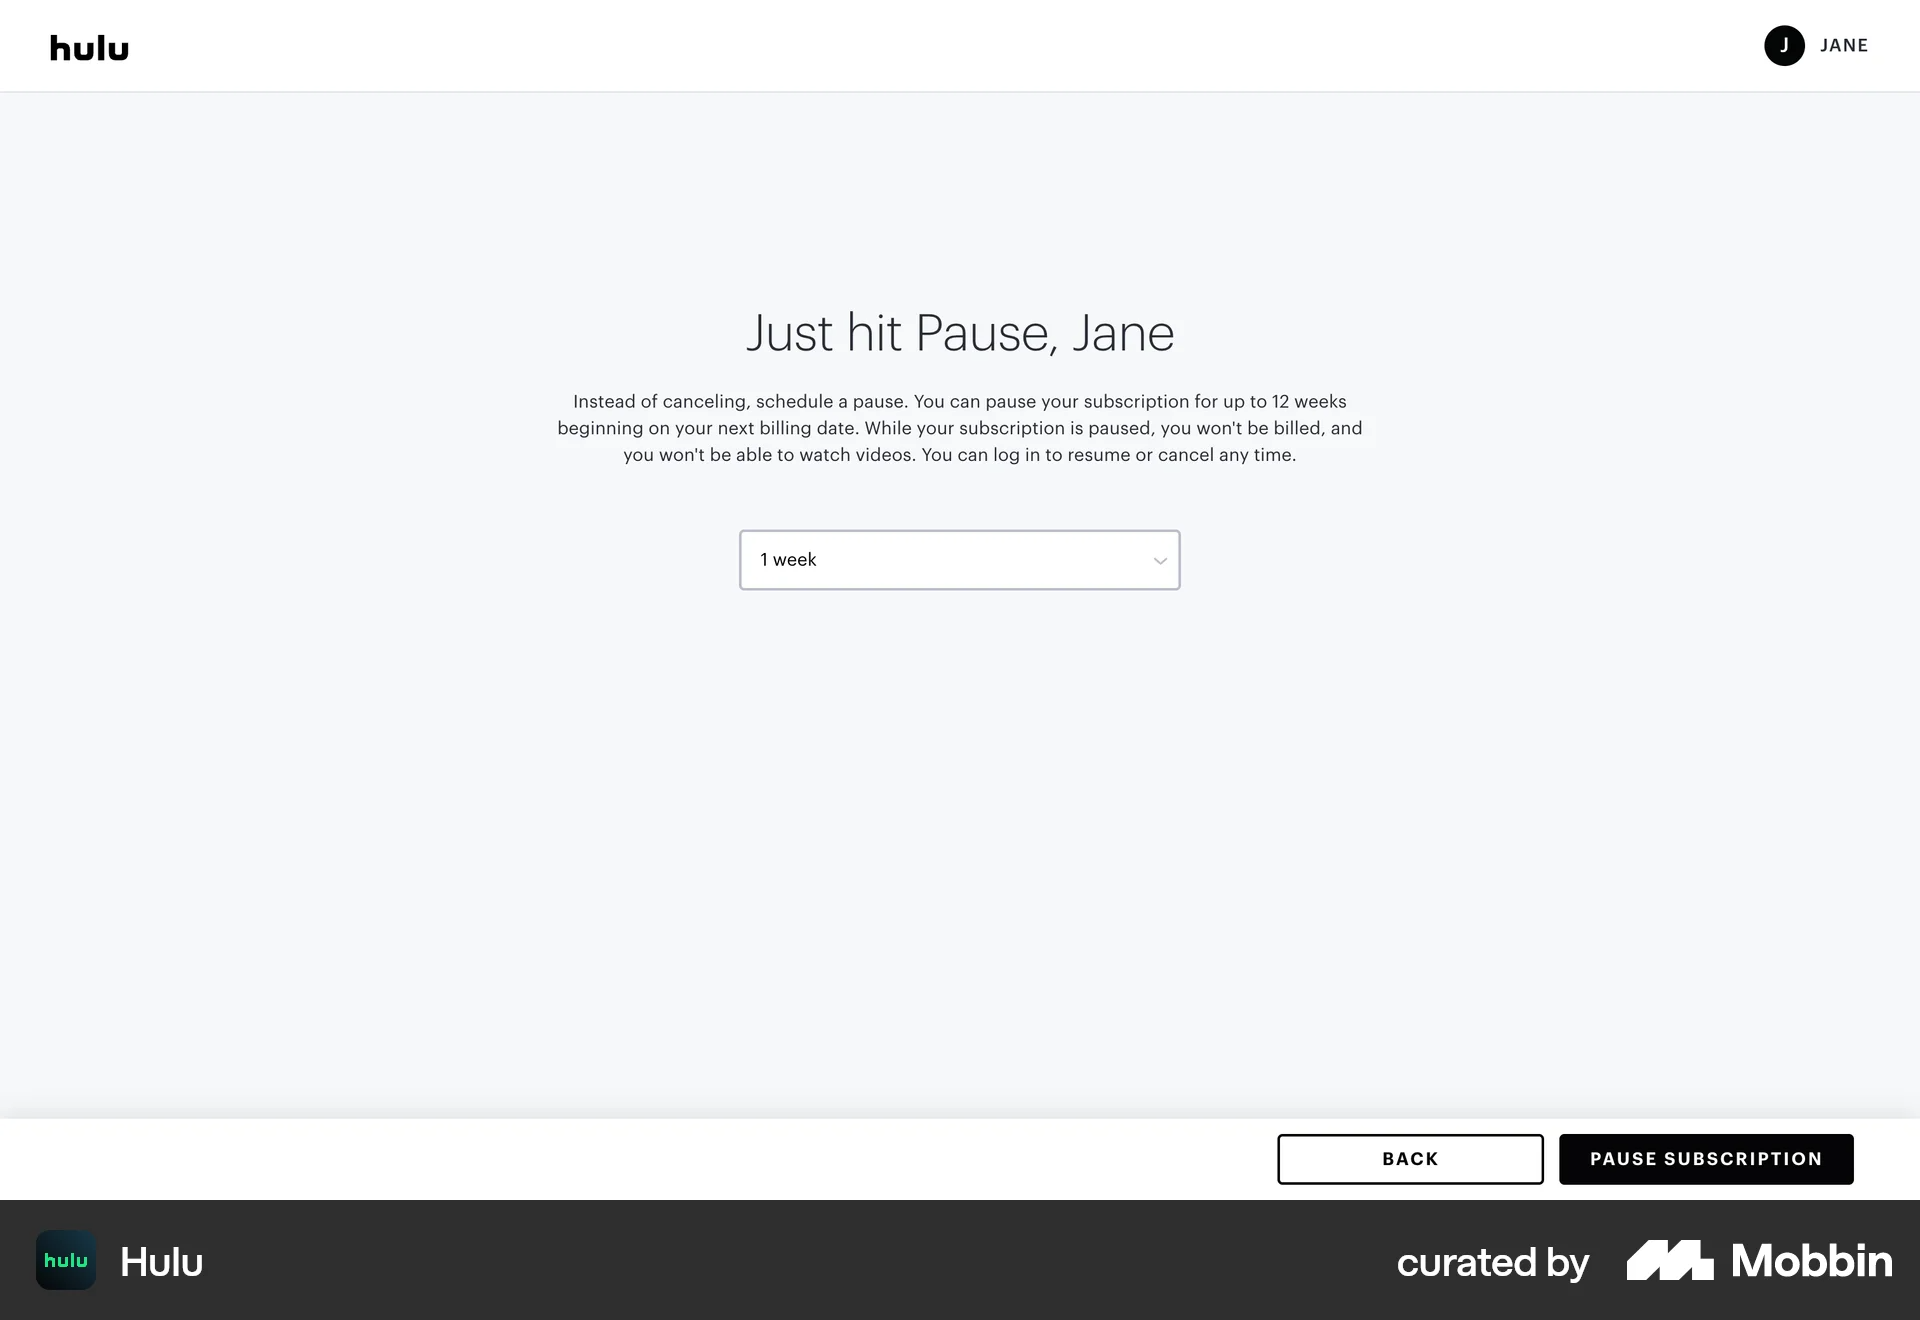 hulu
J JANE
Just hit Pause, Jane
Instead of canceling, schedule a pause. You can pause your subscription for up to 12 weeks
beginning on your next billing date. While your subscription is paused, you won't be billed, and
you won't be able to watch videos. You can log in to resume or cancel any time.
1 week
BACK
PAUSE SUBSCRIPTION
hulu Hulu
curated by Mobbin